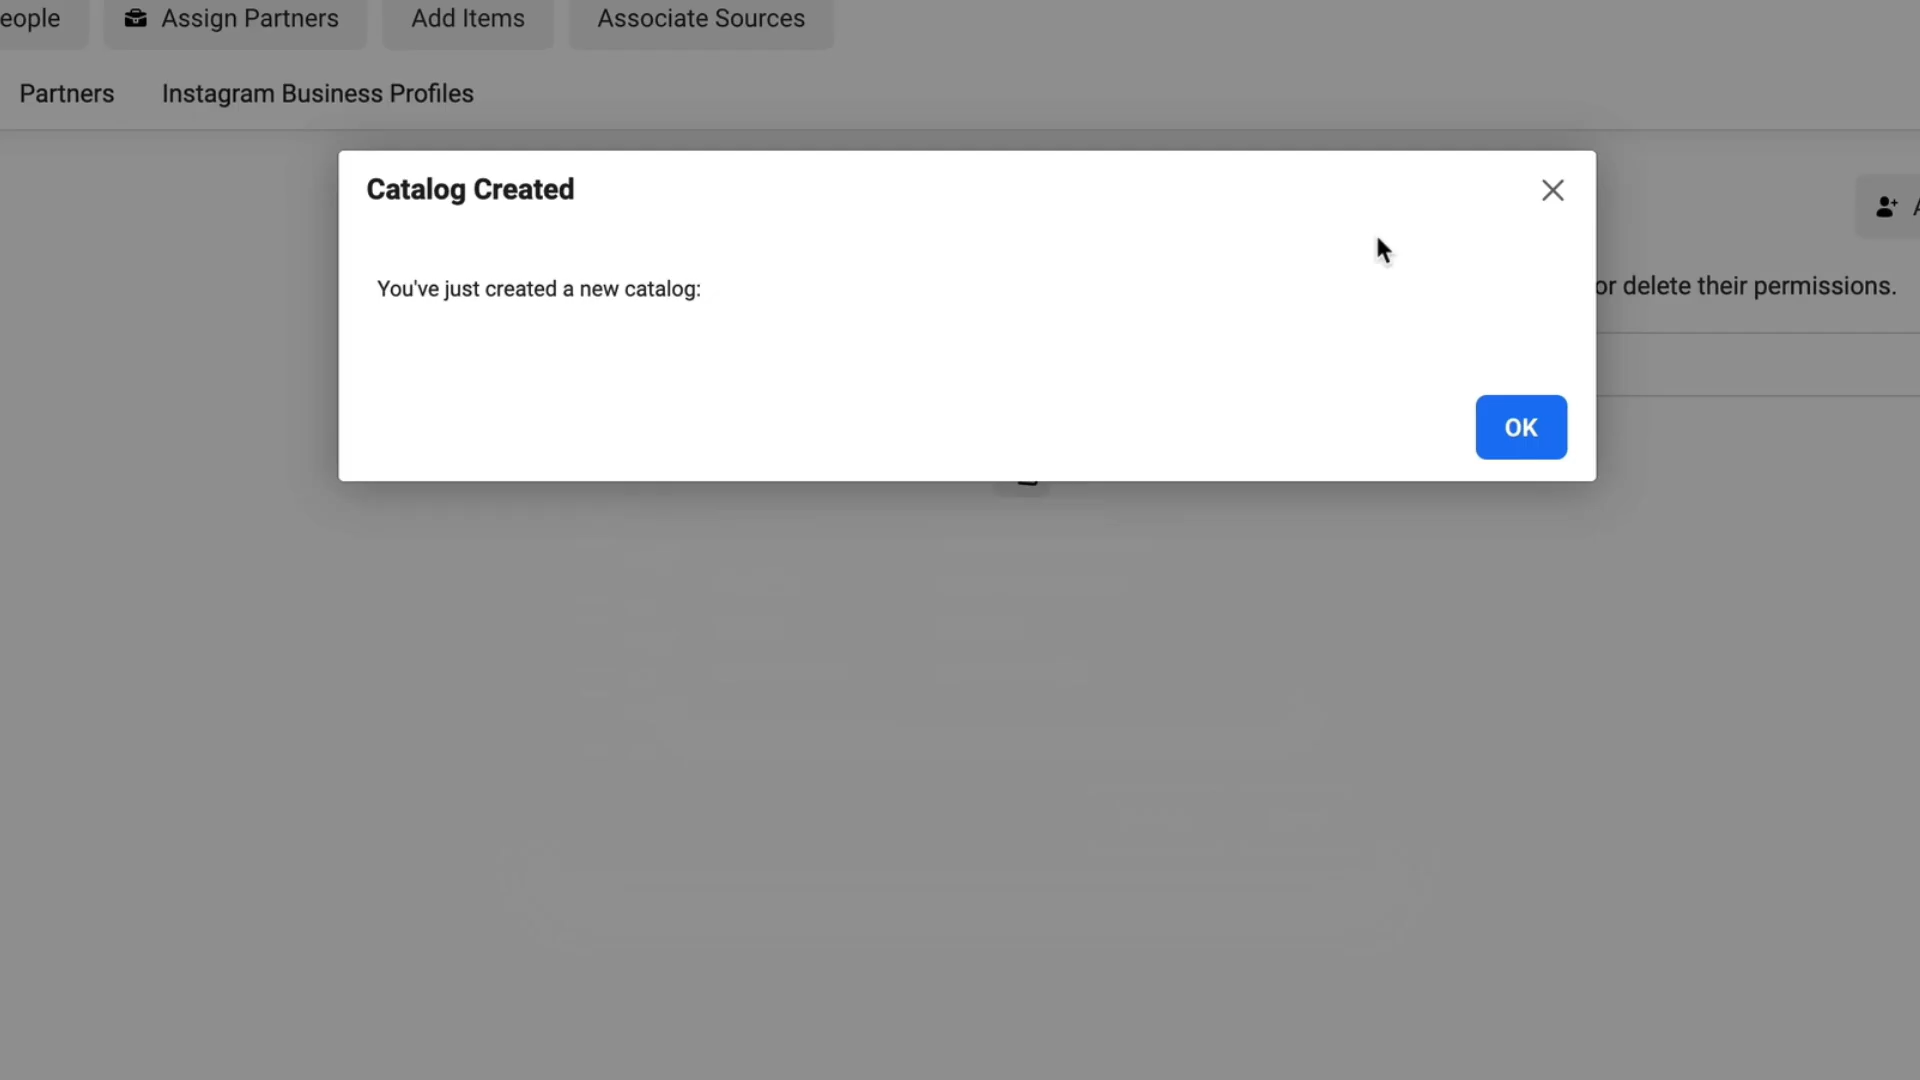 eople
Assign Partners
Add Items
Associate Sources
Partners
Instagram Business Profiles
Catalog Created
You've just created a new catalog:
or delete their permissions.
OK